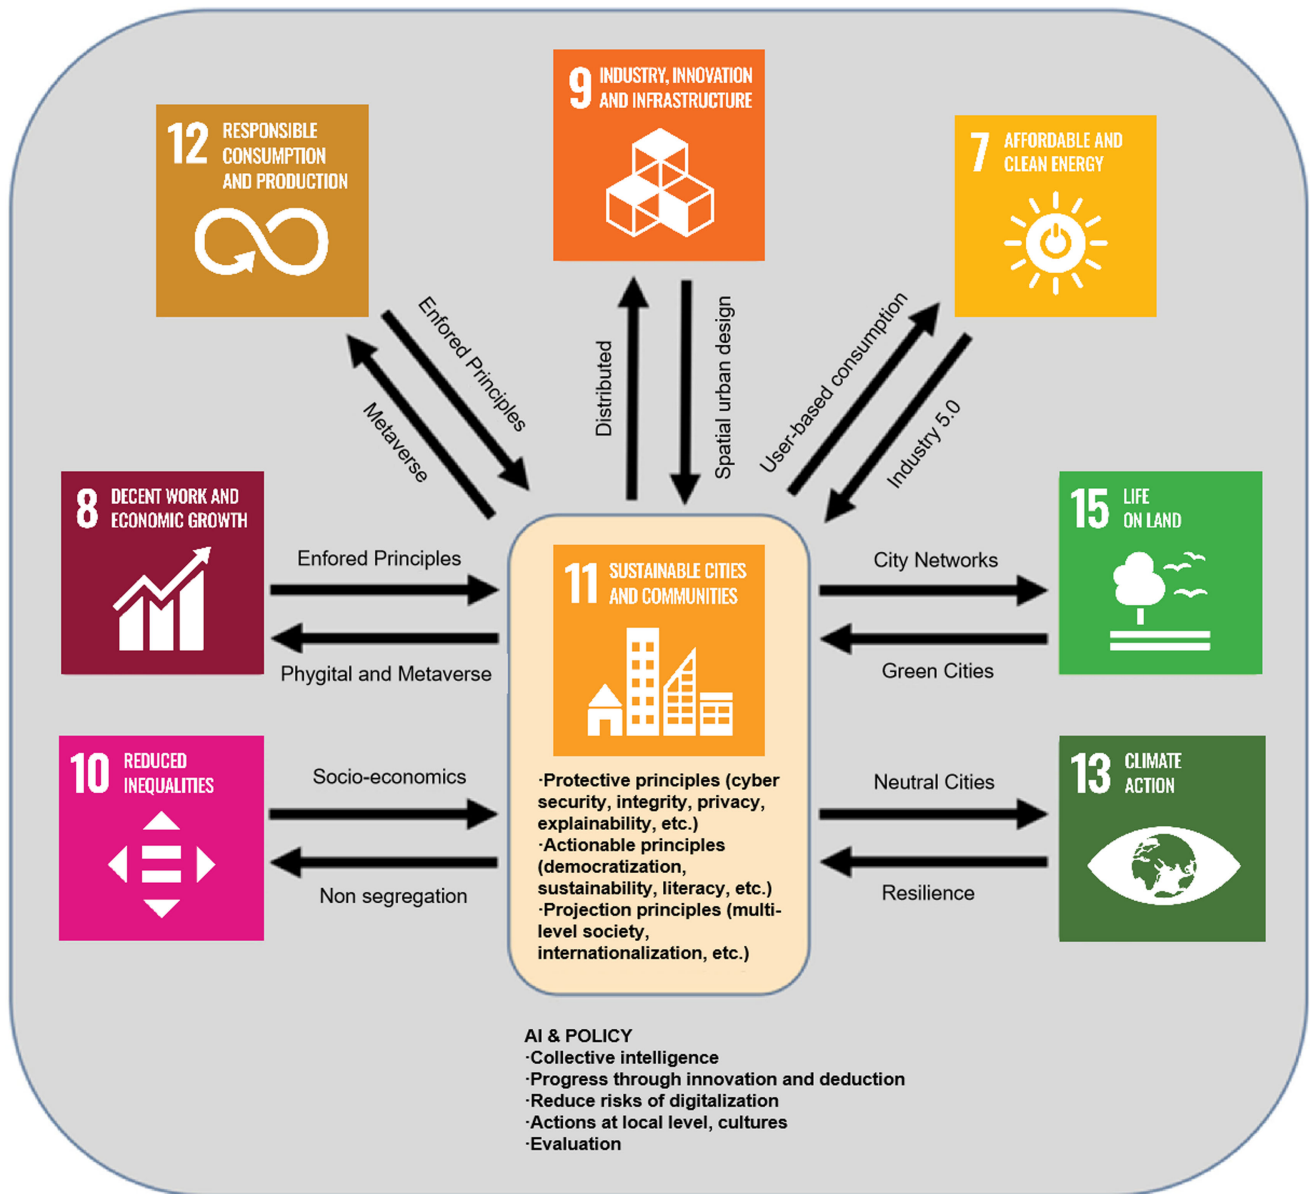 9 INDUSTRY, INNOVATION
AND INFRASTRUCTURE
12 RESPONSIBLE
CONSUMPTION
AND PRODUCTION
7 AFFORDABLE AND
CLEAN ENERGY
Enfored Principles
Metaverse
Distributed
Spatial urban design
User-based consumption
Industry 5.0
8 DECENT WORK AND
ECONOMIC GROWTH
Enfored Principles
Phygital and Metaverse
11 SUSTAINABLE CITIES
AND COMMUNITIES
City Networks
Green Cities
15 LIFE
ON LAND
10 REDUCED
INEQUALITIES
Socio-economics
Non segregation
·Protective principles (cyber
security, integrity, privacy,
explainability, etc.)
·Actionable principles
(democratization,
sustainability, literacy, etc.)
·Projection principles (multi-
level society,
internationalization, etc.)
Neutral Cities
Resilience
13 CLIMATE
ACTION
AI & POLICY
·Collective intelligence
·Progress through innovation and deduction
·Reduce risks of digitalization
·Actions at local level, cultures
·Evaluation